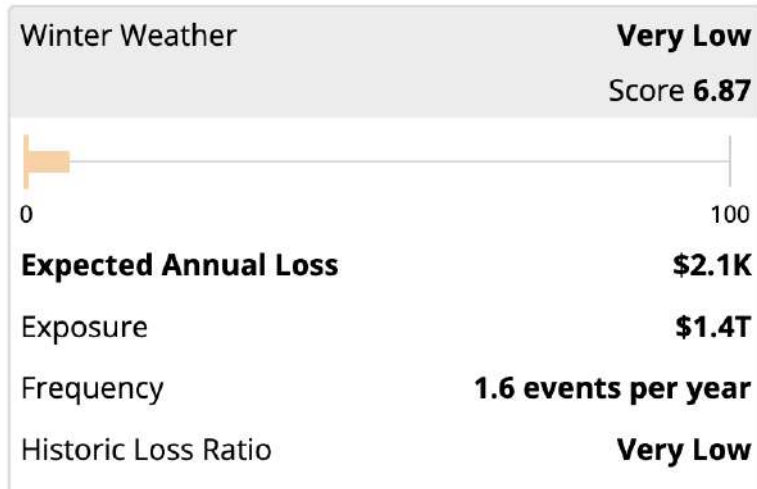 Winter Weather Very Low
Score 6.87
0 100
Expected Annual Loss $2.1K
Exposure $1.4T
Frequency 1.6 events per year
Historic Loss Ratio Very Low